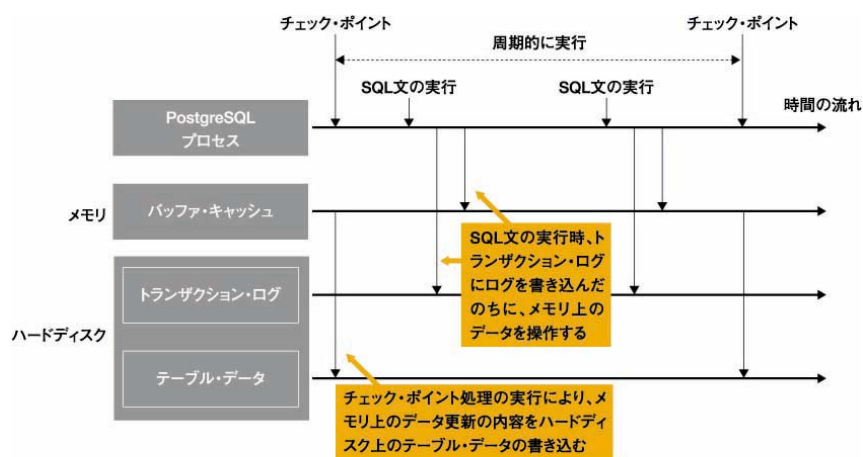 チェック・ポイント
チェック・ポイント
周期的に実行
SQL文の実行
SQL文の実行
時間の流れ
PostgreSQL
プロセス
メモリ
バッファ・キャッシュ
SQL文の実行時、ト
ランザクション・ログ
にログを書き込んだ
のちに、メモリ上の
データを操作する
トランザクション・ログ
ハードディスク
テーブル・データ
チェック・ポイント処理の実行により、メ
モリ上のデータ更新の内容をハードディ
スク上のテーブル・データの書き込む